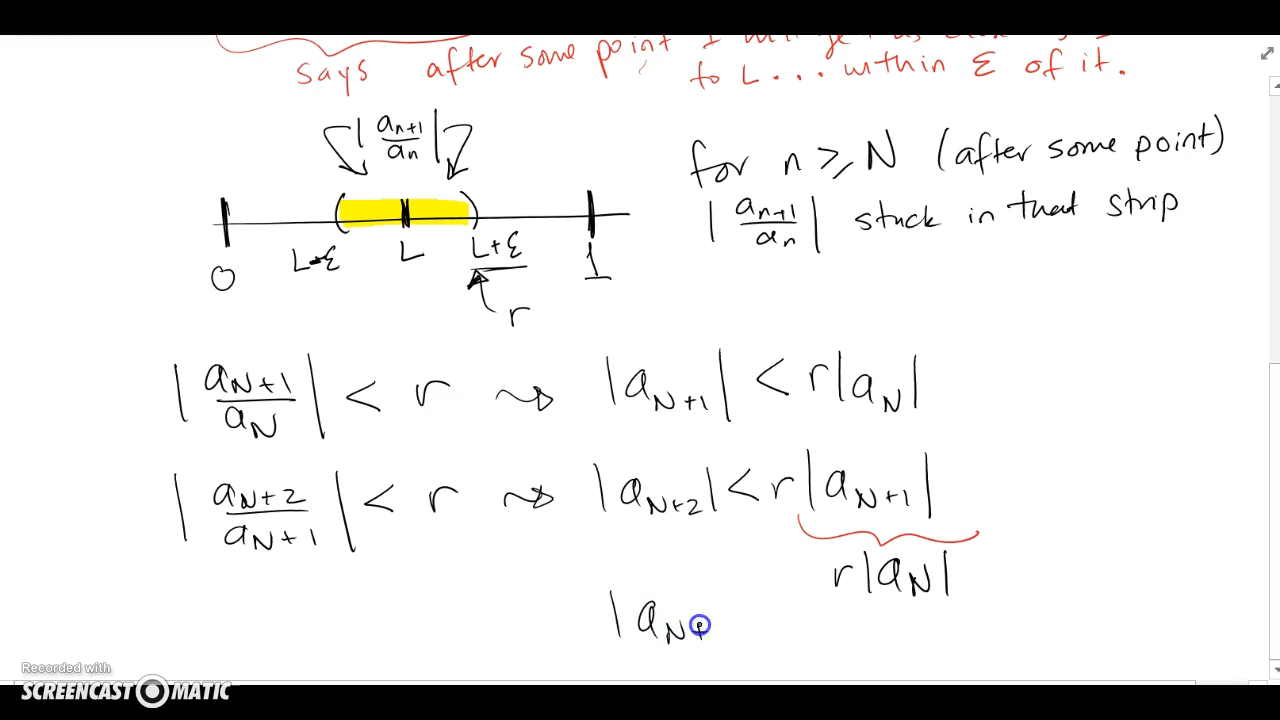 says after some point I
to L... within ε of it.
|aₙ₊₁/aₙ|
for n ≥ N (after some point)
|aₙ₊₁/aₙ| stuck in that strip
0 L-ε L L+ε 1
r
|a_{N+1}/a_N| < r ⇝ |a_{N+1}| < r|a_N|
|a_{N+2}/a_{N+1}| < r ⇝ |a_{N+2}| < r|a_{N+1}|
r|a_N|
|a_{N+
Recorded with
SCREENCAST MATIC